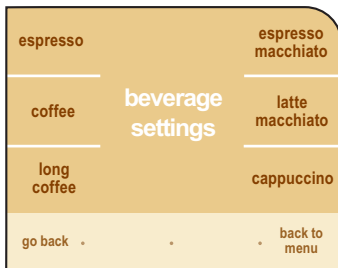 espresso
espresso
macchiato
beverage
settings
coffee
latte
macchiato
long
coffee
cappuccino
go back
back to
menu